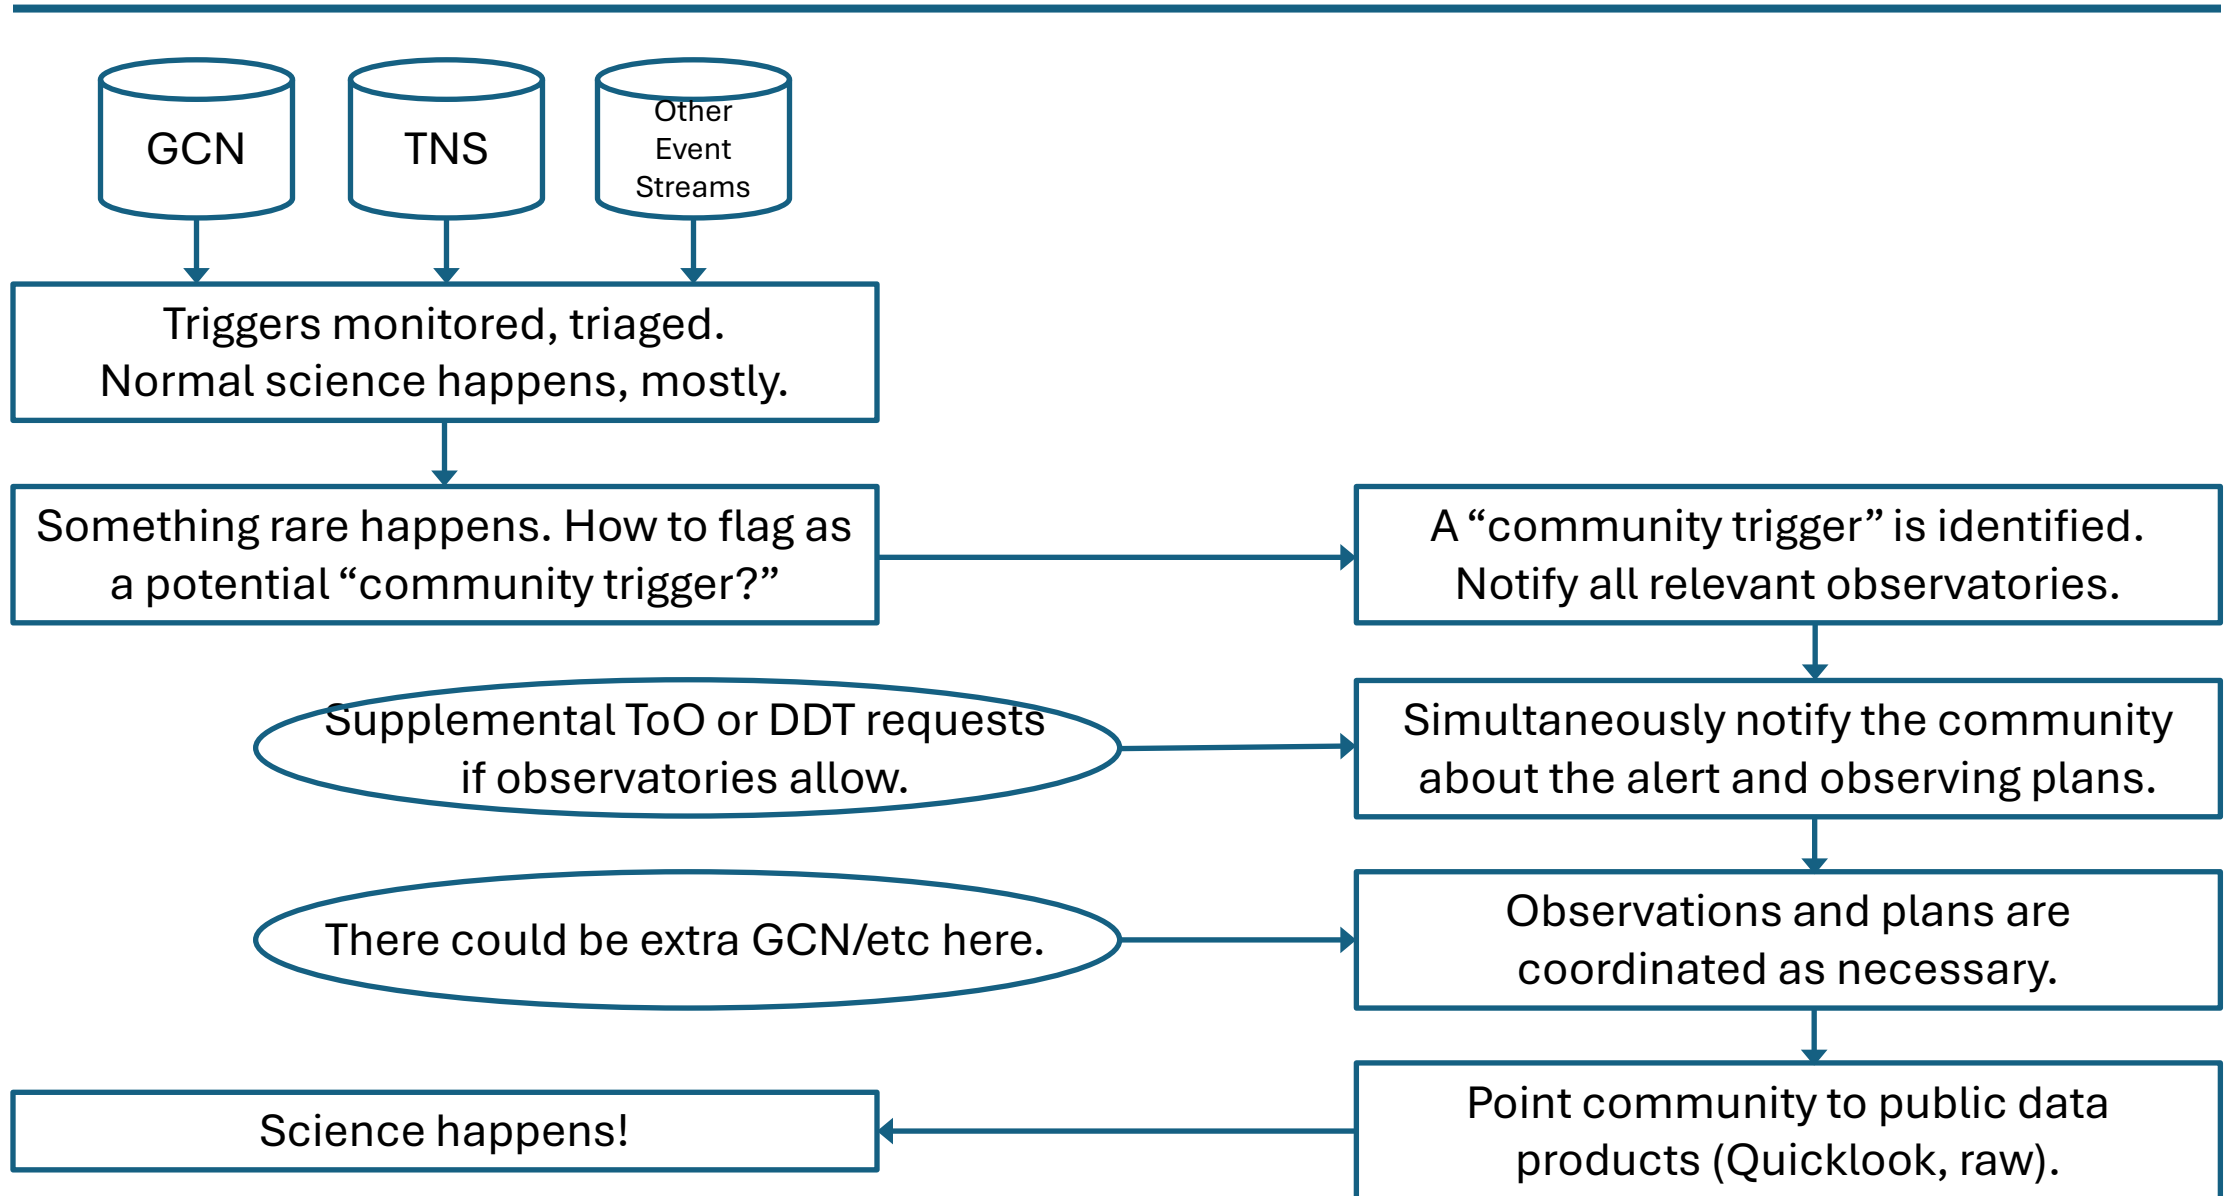 GCN
TNS
Other
Event
Streams
Triggers monitored, triaged.
Normal science happens, mostly.
Something rare happens. How to flag as
a potential “community trigger?”
A “community trigger” is identified.
Notify all relevant observatories.
Supplemental ToO or DDT requests
if observatories allow.
Simultaneously notify the community
about the alert and observing plans.
There could be extra GCN/etc here.
Observations and plans are
coordinated as necessary.
Point community to public data
products (Quicklook, raw).
Science happens!